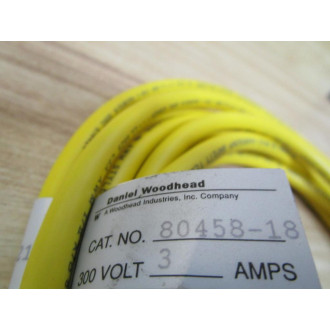 Daniel Woodhead
A Woodhead Industries, Inc. Company
CAT. NO. 80458-18
300 VOLT 3 AMPS